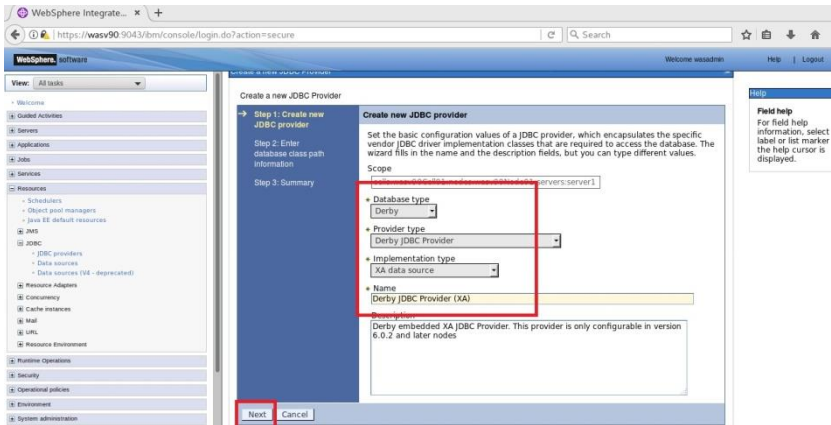 WebSphere Integrate... × +
https://wasv90:9043/ibm/console/login.do?action=secure
Search
WebSphere. software
Welcome wasadmin
Help | Logout
View: All tasks
Welcome
Guided Activities
Servers
Applications
Jobs
Services
Resources
Schedulers
Object pool managers
Java EE default resources
JMS
JDBC
JDBC providers
Data sources
Data sources (V4 - deprecated)
Resource Adapters
Concurrency
Cache instances
Mail
URL
Resource Environment
Runtime Operations
Security
Operational policies
Environment
System administration
Create a new JDBC Provider
Create a new JDBC Provider
Step 1: Create new
JDBC provider
Step 2: Enter
database class path
information
Step 3: Summary
Create new JDBC provider
Set the basic configuration values of a JDBC provider, which encapsulates the specific
vendor JDBC driver implementation classes that are required to access the database. The
wizard fills in the name and the description fields, but you can type different values.
Scope
servers:server1
Database type
Derby
Provider type
Derby JDBC Provider
Implementation type
XA data source
Name
Derby JDBC Provider (XA)
Description
Derby embedded XA JDBC Provider. This provider is only configurable in version
6.0.2 and later nodes
Next Cancel
Help
Field help
For field help
information, select
label or list marker
the help cursor is
displayed.